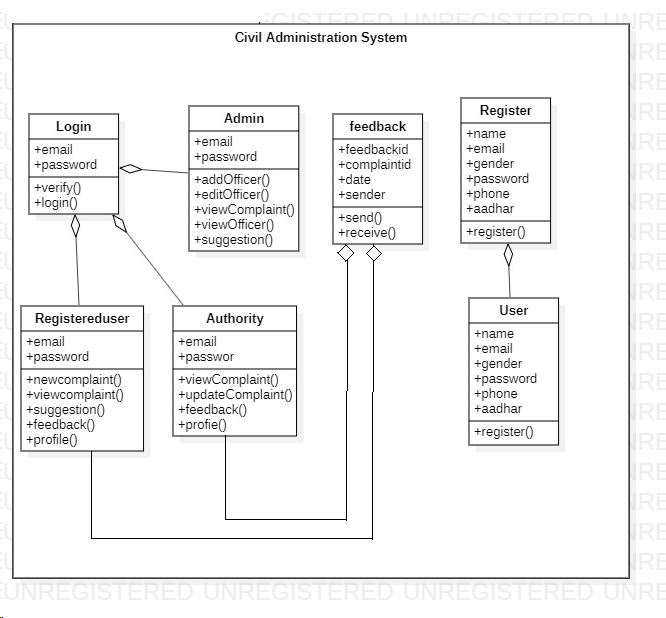 Civil Administration System
Login
+email
+password
+verify()
+login()
Admin
+email
+password
+addOfficer()
+editOfficer()
+viewComplaint()
+viewOfficer()
+suggestion()
feedback
+feedbackid
+complaintid
+date
+sender
+send()
+receive()
Register
+name
+email
+gender
+password
+phone
+aadhar
+register()
Registereduser
+email
+password
+newcomplaint()
+viewcomplaint()
+suggestion()
+feedback()
+profile()
Authority
+email
+passwor
+viewComplaint()
+updateComplaint()
+feedback()
+profie()
User
+name
+email
+gender
+password
+phone
+aadhar
+register()
UNREGISTERED UNREGISTERED UNREGISTERED UNRE